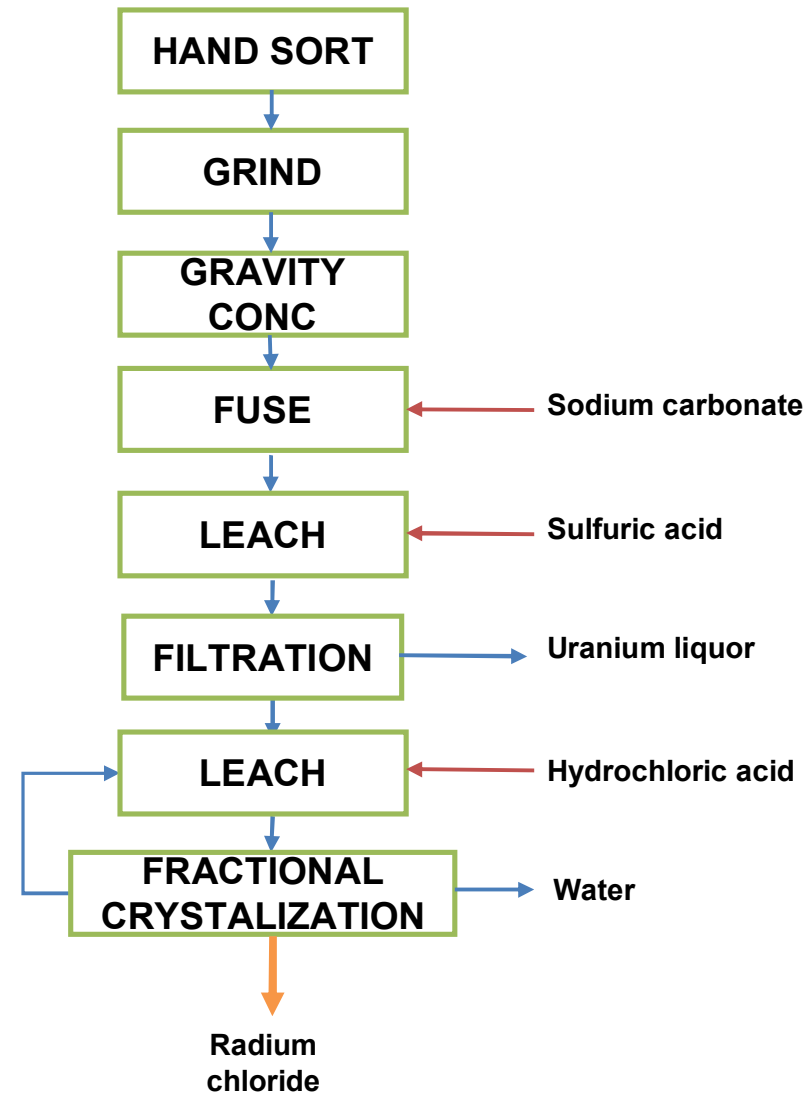 HAND SORT
GRIND
GRAVITY
CONC
FUSE
Sodium carbonate
LEACH
Sulfuric acid
FILTRATION
Uranium liquor
LEACH
Hydrochloric acid
FRACTIONAL
CRYSTALIZATION
Water
Radium
chloride